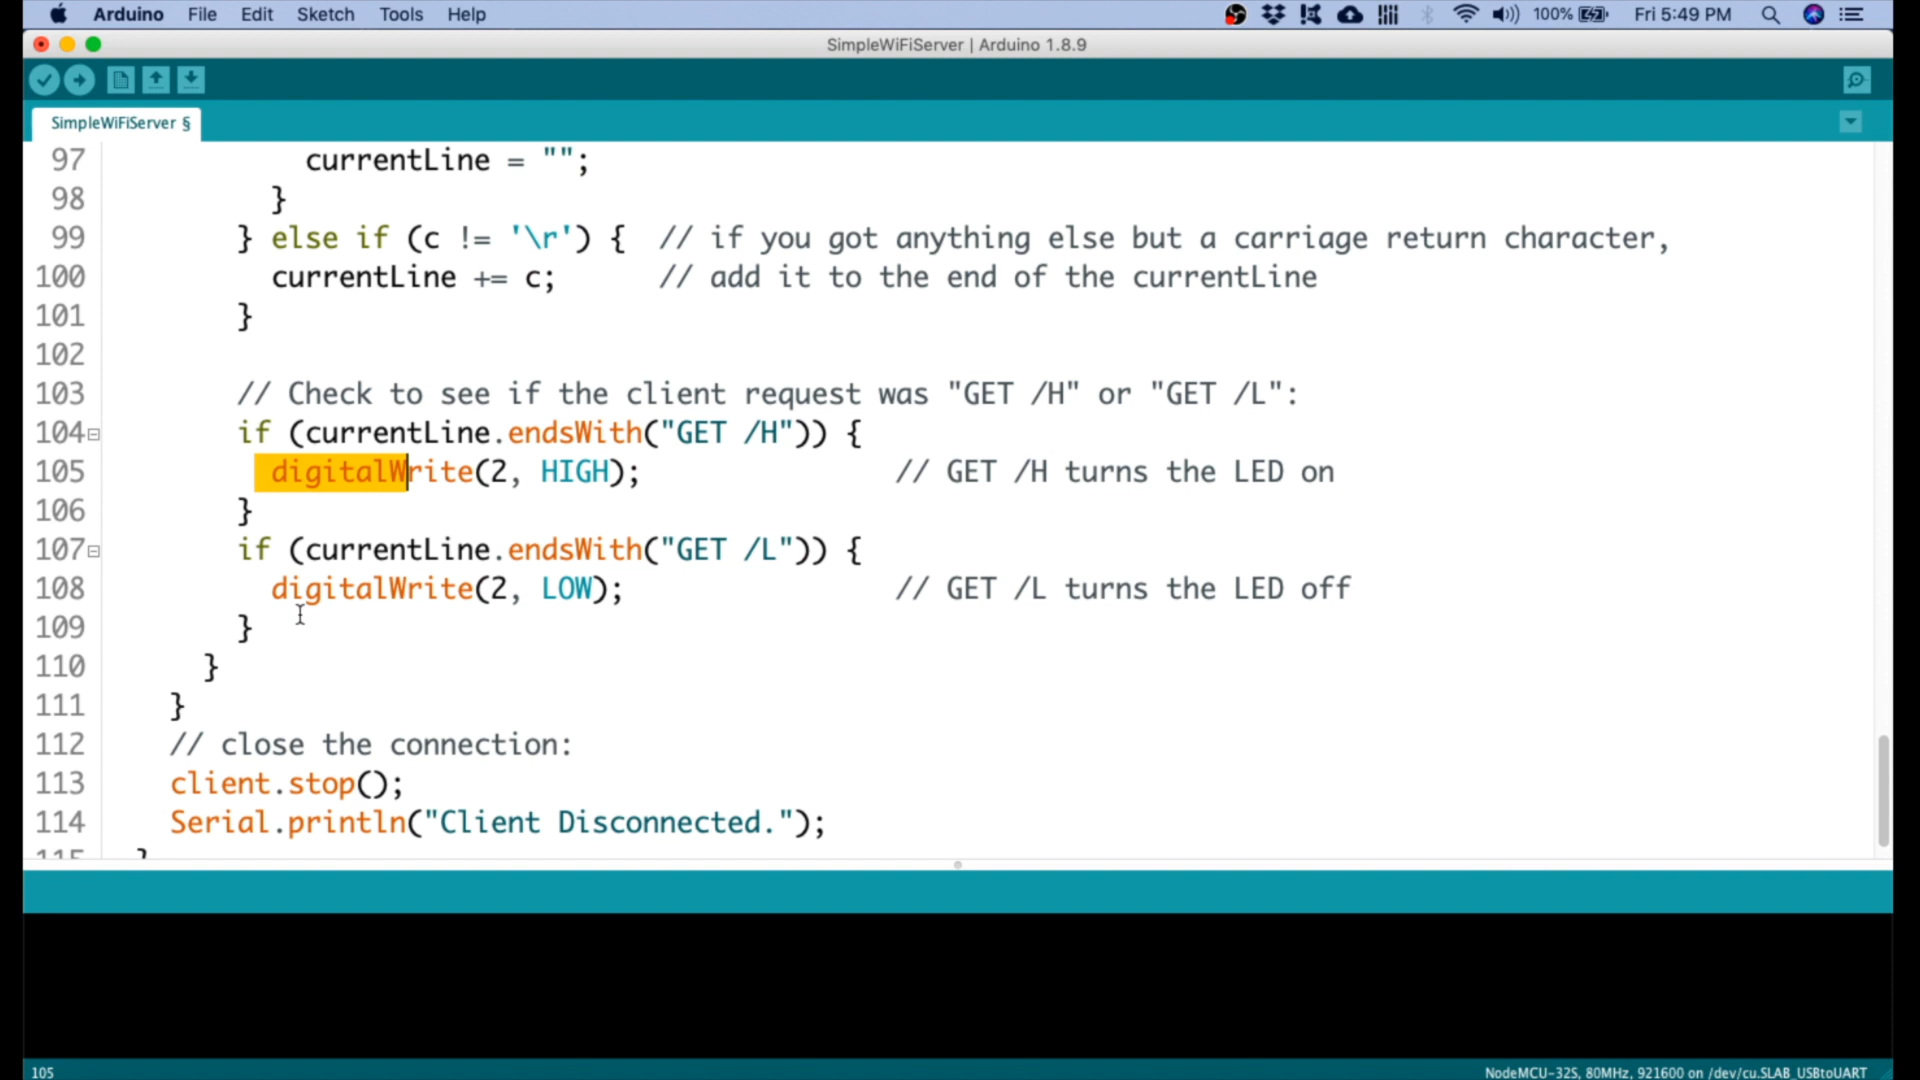 Arduino File Edit Sketch Tools Help 100% Fri 5:49 PM
SimpleWiFiServer | Arduino 1.8.9
SimpleWiFiServer §
97 currentLine = "";
98 }
99 } else if (c != '\r') { // if you got anything else but a carriage return character,
100 currentLine += c; // add it to the end of the currentLine
101 }
102
103 // Check to see if the client request was "GET /H" or "GET /L":
104 if (currentLine.endsWith("GET /H")) {
105 digitalWrite(2, HIGH); // GET /H turns the LED on
106 }
107 if (currentLine.endsWith("GET /L")) {
108 digitalWrite(2, LOW); // GET /L turns the LED off
109 }
110 }
111 }
112 // close the connection:
113 client.stop();
114 Serial.println("Client Disconnected.");
115 }
105 NodeMCU-32S, 80MHz, 921600 on /dev/cu.SLAB_USBtoUART